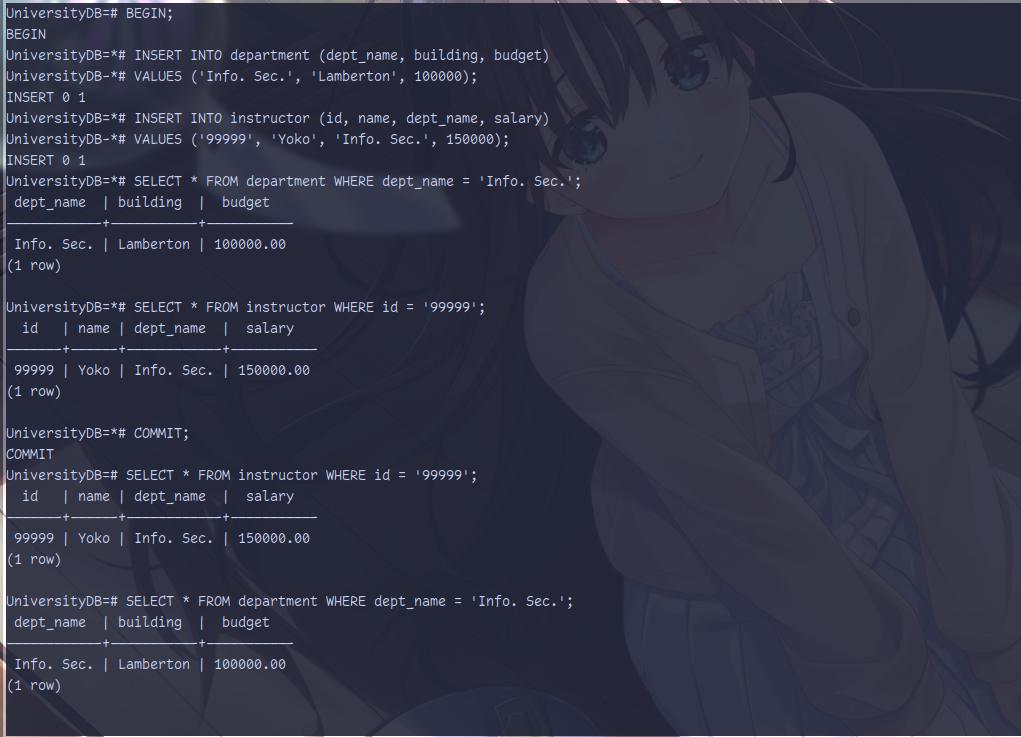 UniversityDB=# BEGIN;
BEGIN
UniversityDB=*# INSERT INTO department (dept_name, building, budget)
UniversityDB-*# VALUES ('Info. Sec.', 'Lamberton', 100000);
INSERT 0 1
UniversityDB=*# INSERT INTO instructor (id, name, dept_name, salary)
UniversityDB-*# VALUES ('99999', 'Yoko', 'Info. Sec.', 150000);
INSERT 0 1
UniversityDB=*# SELECT * FROM department WHERE dept_name = 'Info. Sec.';
 dept_name  | building  |  budget
------------+-----------+-----------
 Info. Sec. | Lamberton | 100000.00
(1 row)

UniversityDB=*# SELECT * FROM instructor WHERE id = '99999';
  id   | name | dept_name  |  salary
-------+------+------------+-----------
 99999 | Yoko | Info. Sec. | 150000.00
(1 row)

UniversityDB=*# COMMIT;
COMMIT
UniversityDB=# SELECT * FROM instructor WHERE id = '99999';
  id   | name | dept_name  |  salary
-------+------+------------+-----------
 99999 | Yoko | Info. Sec. | 150000.00
(1 row)

UniversityDB=# SELECT * FROM department WHERE dept_name = 'Info. Sec.';
 dept_name  | building  |  budget
------------+-----------+-----------
 Info. Sec. | Lamberton | 100000.00
(1 row)